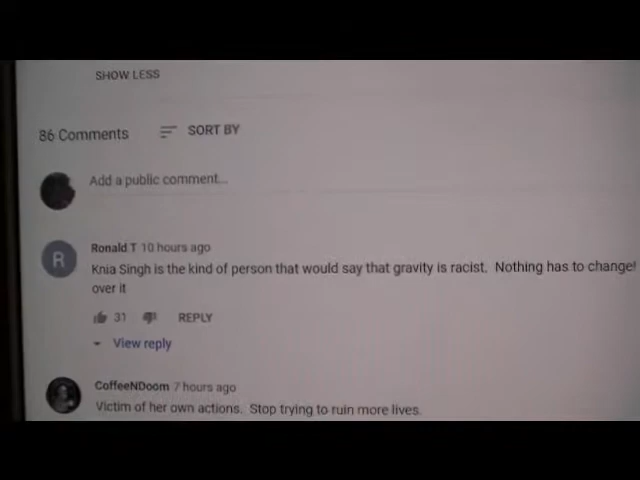 SHOW LESS
86 Comments SORT BY
Add a public comment...
R
Ronald T 10 hours ago
Knia Singh is the kind of person that would say that gravity is racist. Nothing has to change!
over it
31 REPLY
View reply
CoffeeNDoom 7 hours ago
Victim of her own actions. Stop trying to ruin more lives.